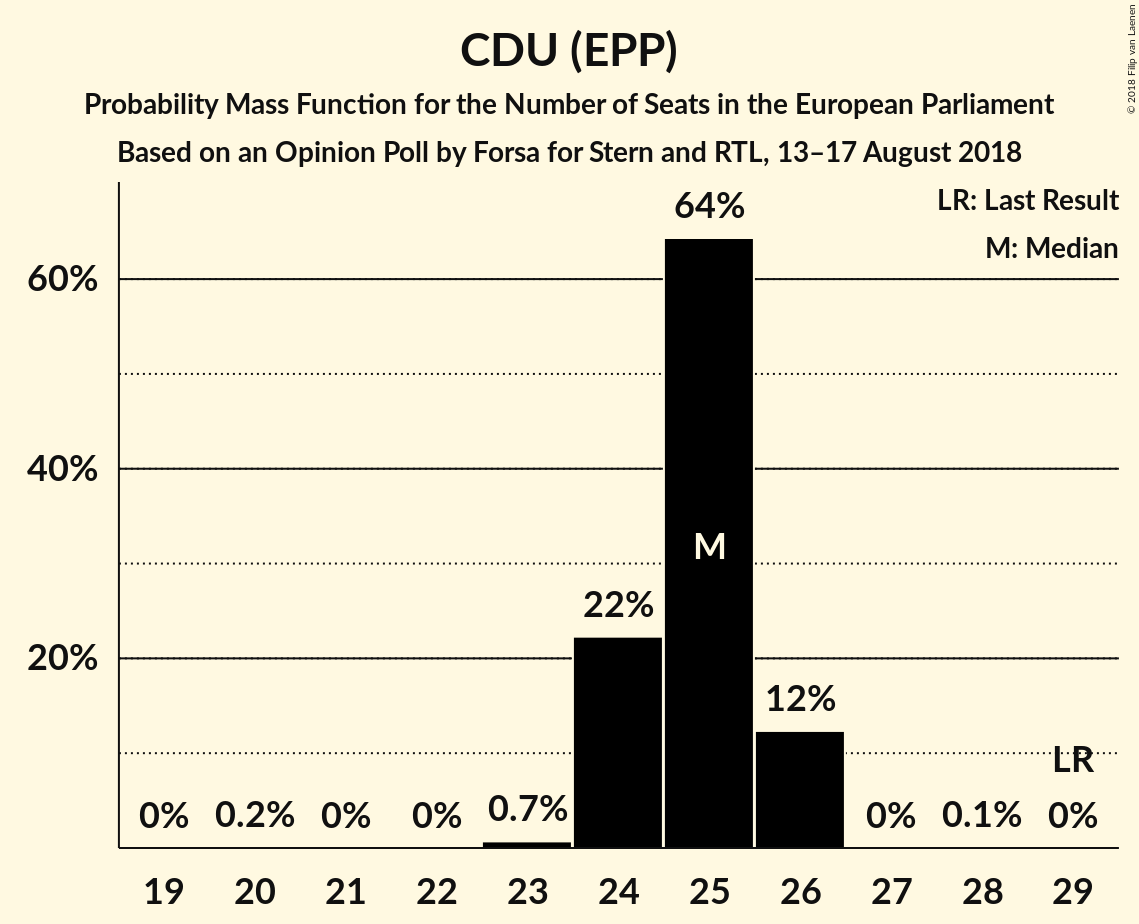 CDU (EPP)
Probability Mass Function for the Number of Seats in the European Parliament
Based on an Opinion Poll by Forsa for Stern and RTL, 13–17 August 2018
© 2018 Filip van Laenen
LR: Last Result
M: Median
60%
40%
20%
0%
0.2%
0%
0%
0.7%
22%
64%
M
12%
0%
0.1%
LR
0%
19 20 21 22 23 24 25 26 27 28 29